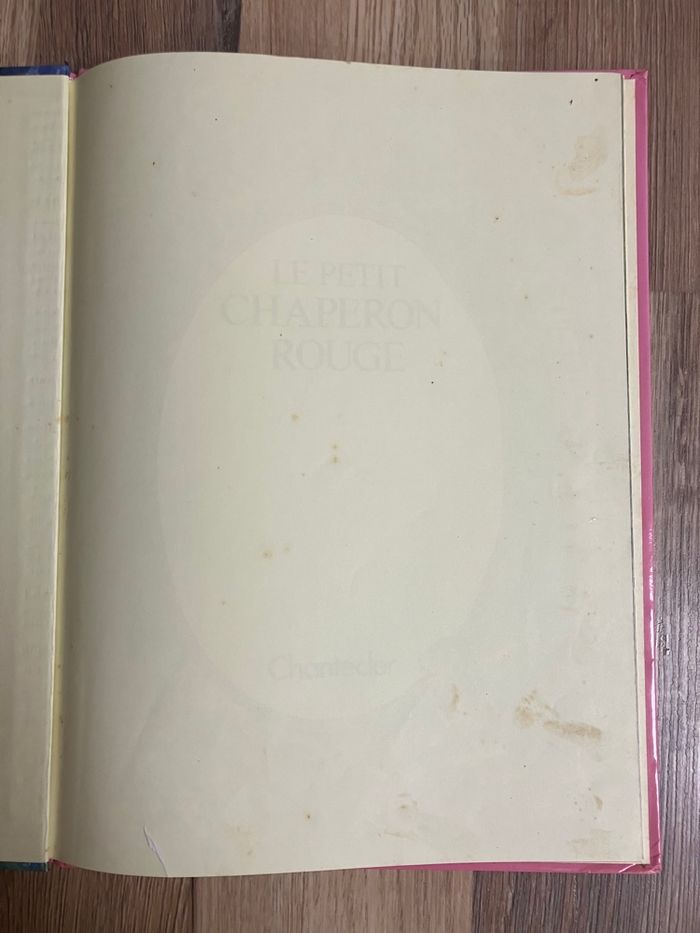 LE PETIT
CHAPERON
ROUGE
Chantecler